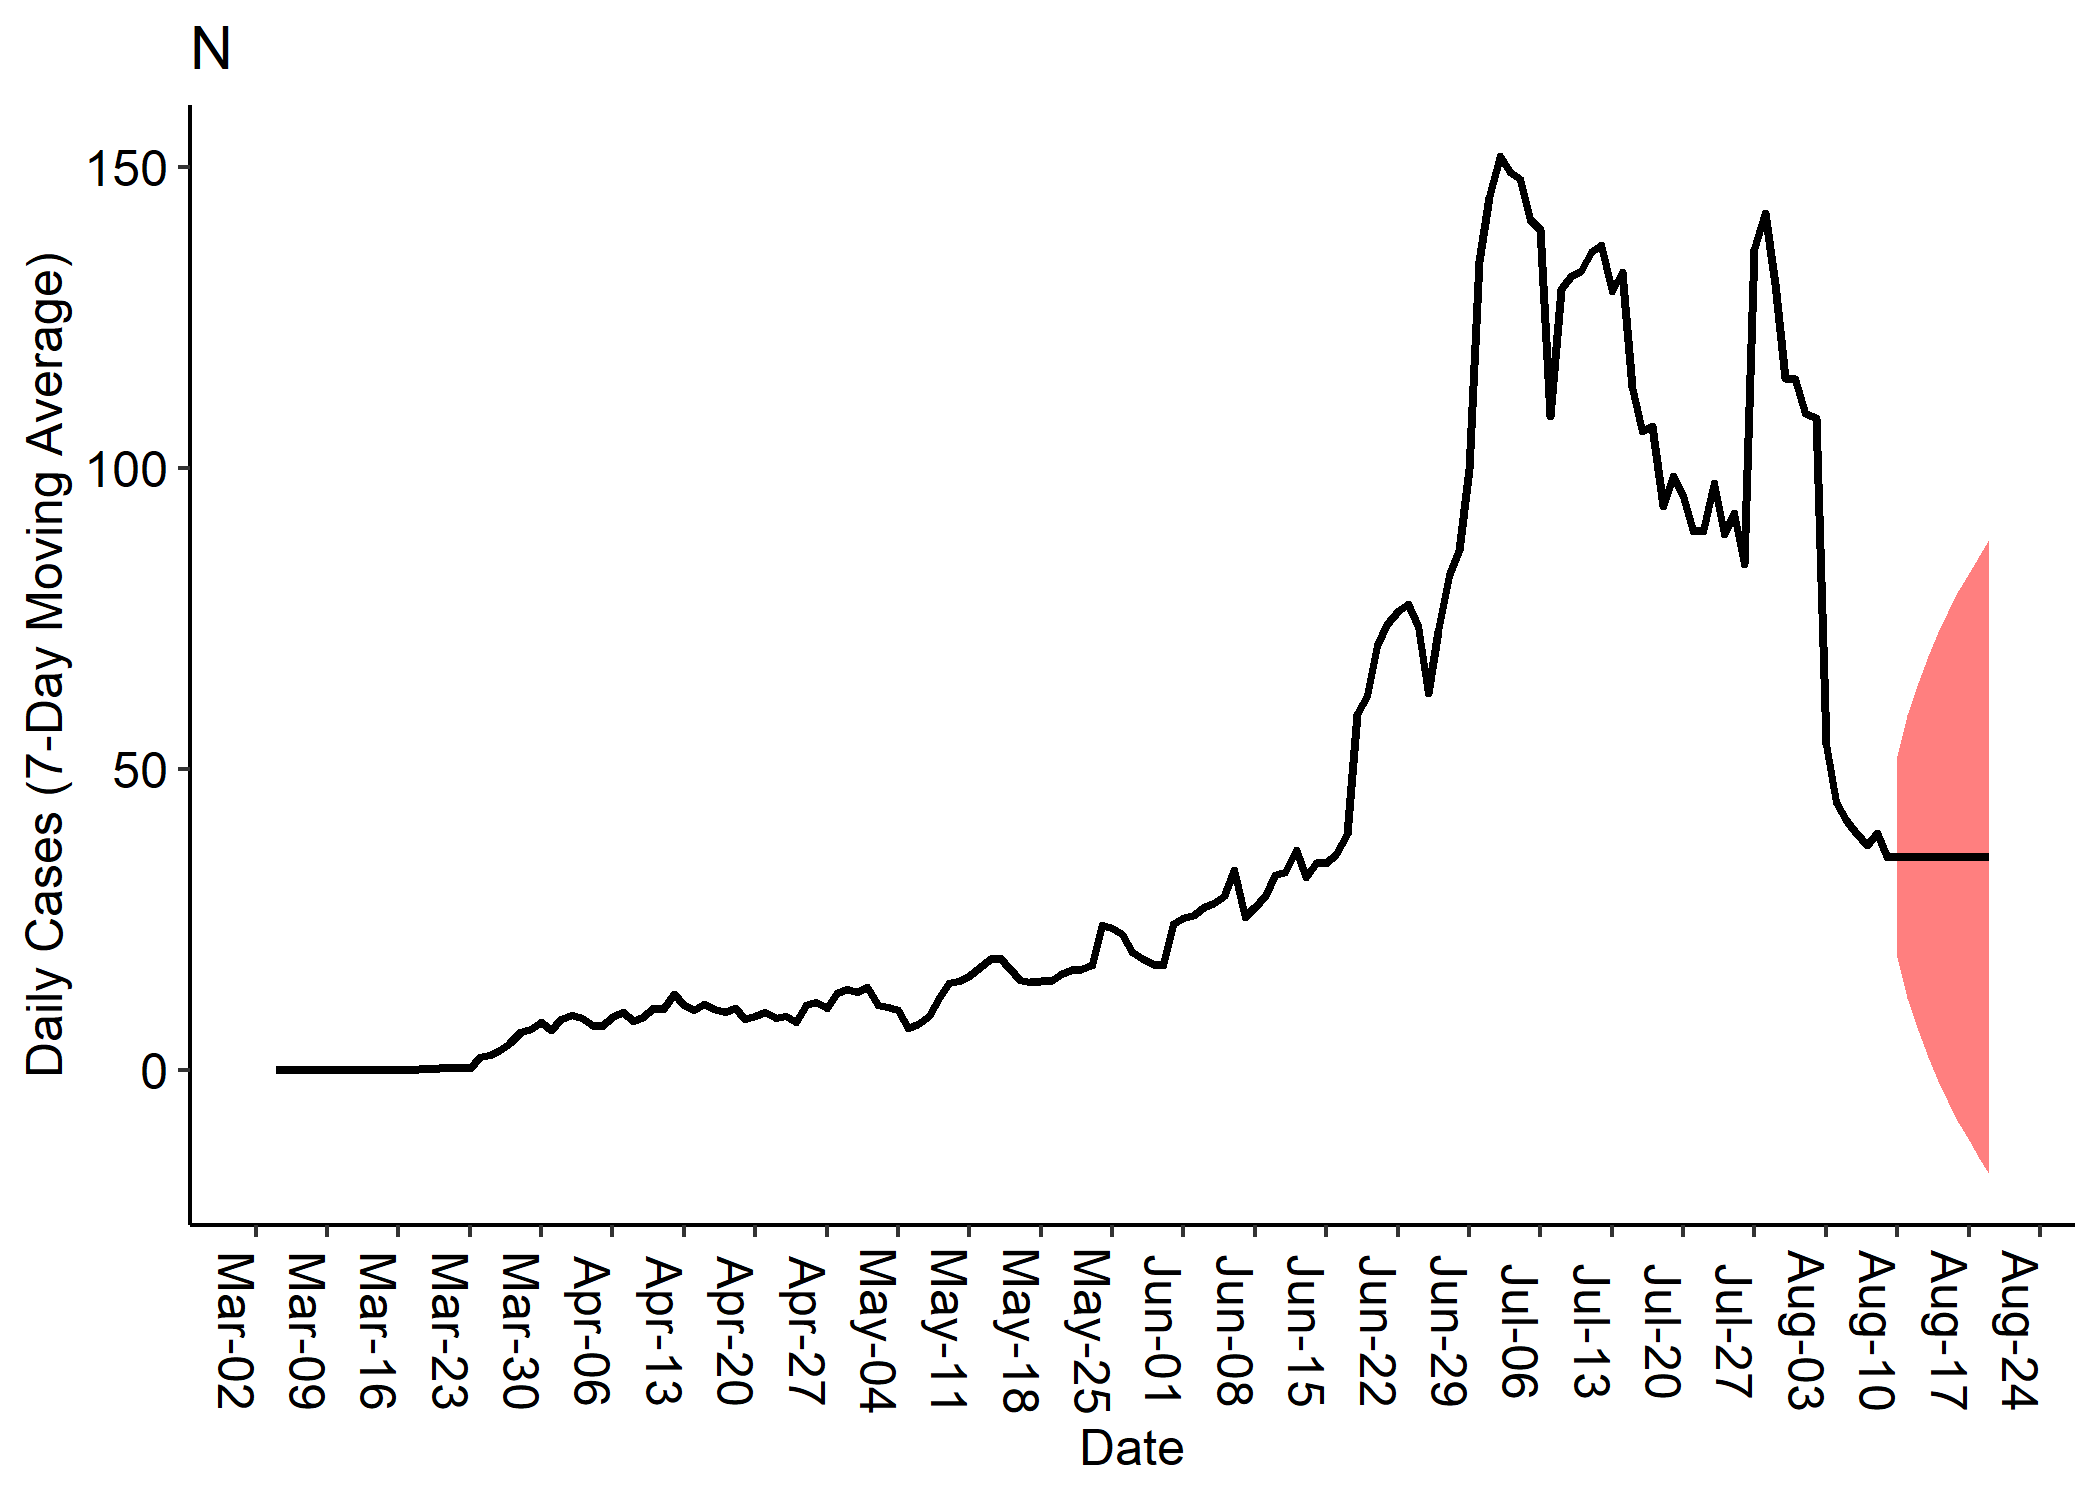 N
Daily Cases (7-Day Moving Average)
150
100
50
0
Mar-02
Mar-09
Mar-16
Mar-23
Mar-30
Apr-06
Apr-13
Apr-20
Apr-27
May-04
May-11
May-18
May-25
Jun-01
Jun-08
Jun-15
Jun-22
Jun-29
Jul-06
Jul-13
Jul-20
Jul-27
Aug-03
Aug-10
Aug-17
Aug-24
Date